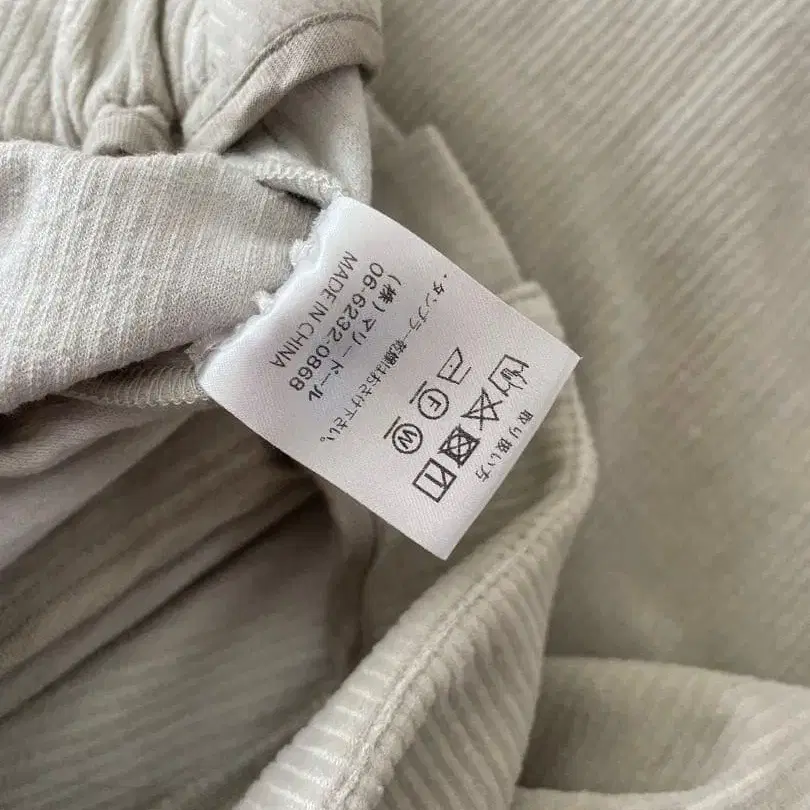 取り扱い方
・タンブラー乾燥はおさけ下さい。
(株)マリードール
06-6232-0868
MADE IN CHINA